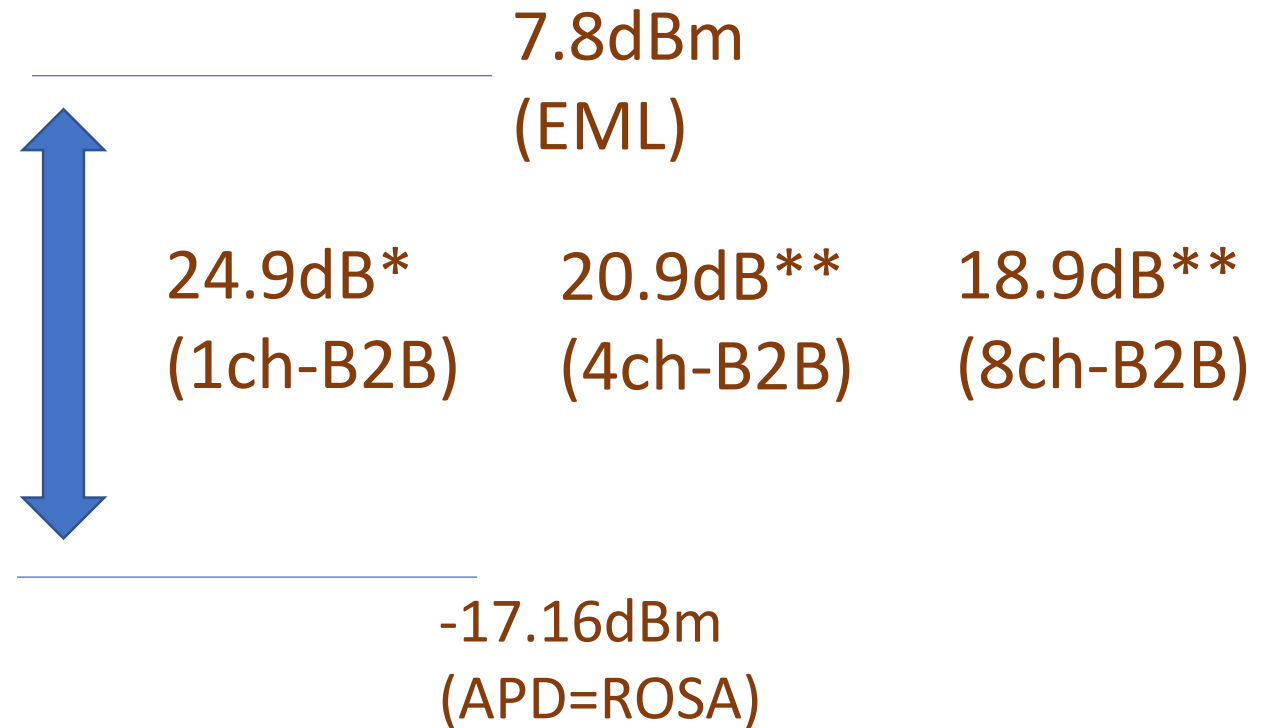 7.8dBm
(EML)
24.9dB*
(1ch-B2B)
20.9dB**
(4ch-B2B)
18.9dB**
(8ch-B2B)
-17.16dBm
(APD=ROSA)